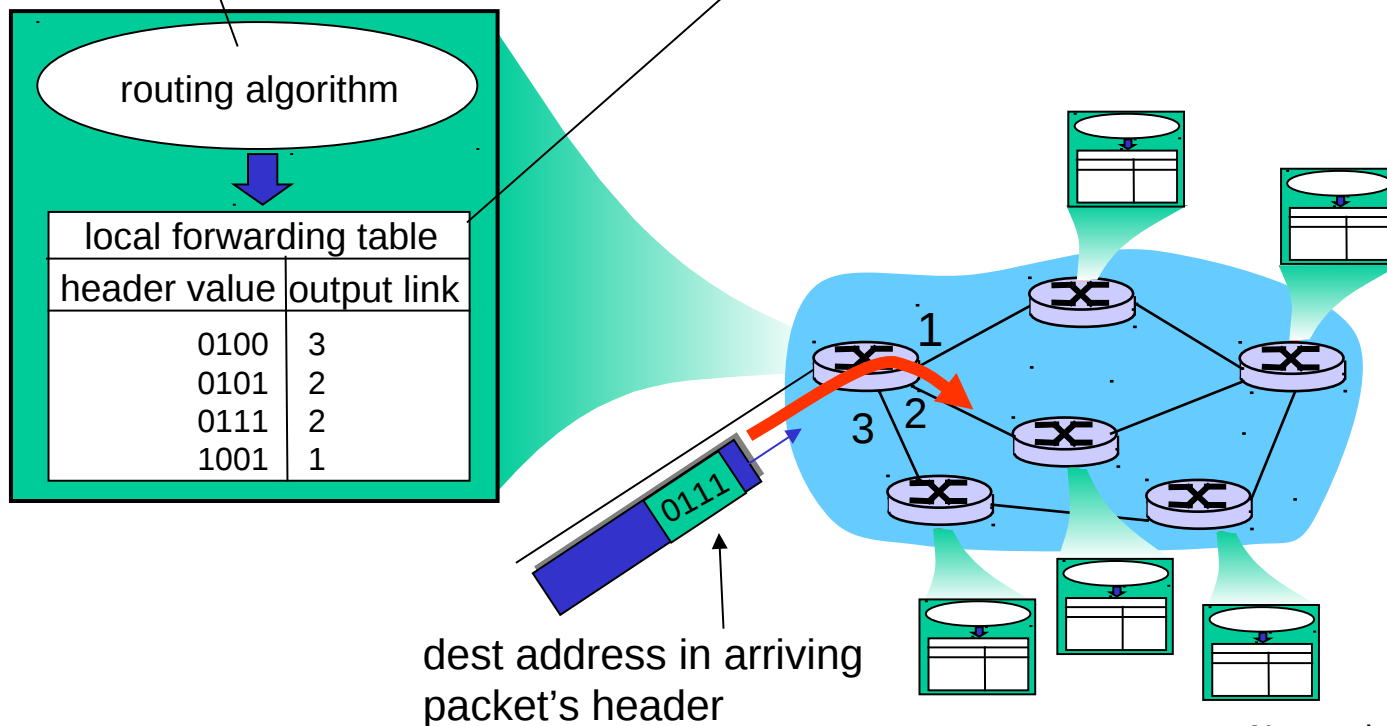 routing algorithm
local forwarding table
header value output link
0100 3
0101 2
0111 2
1001 1
1
2
3
0111
dest address in arriving
packet's header